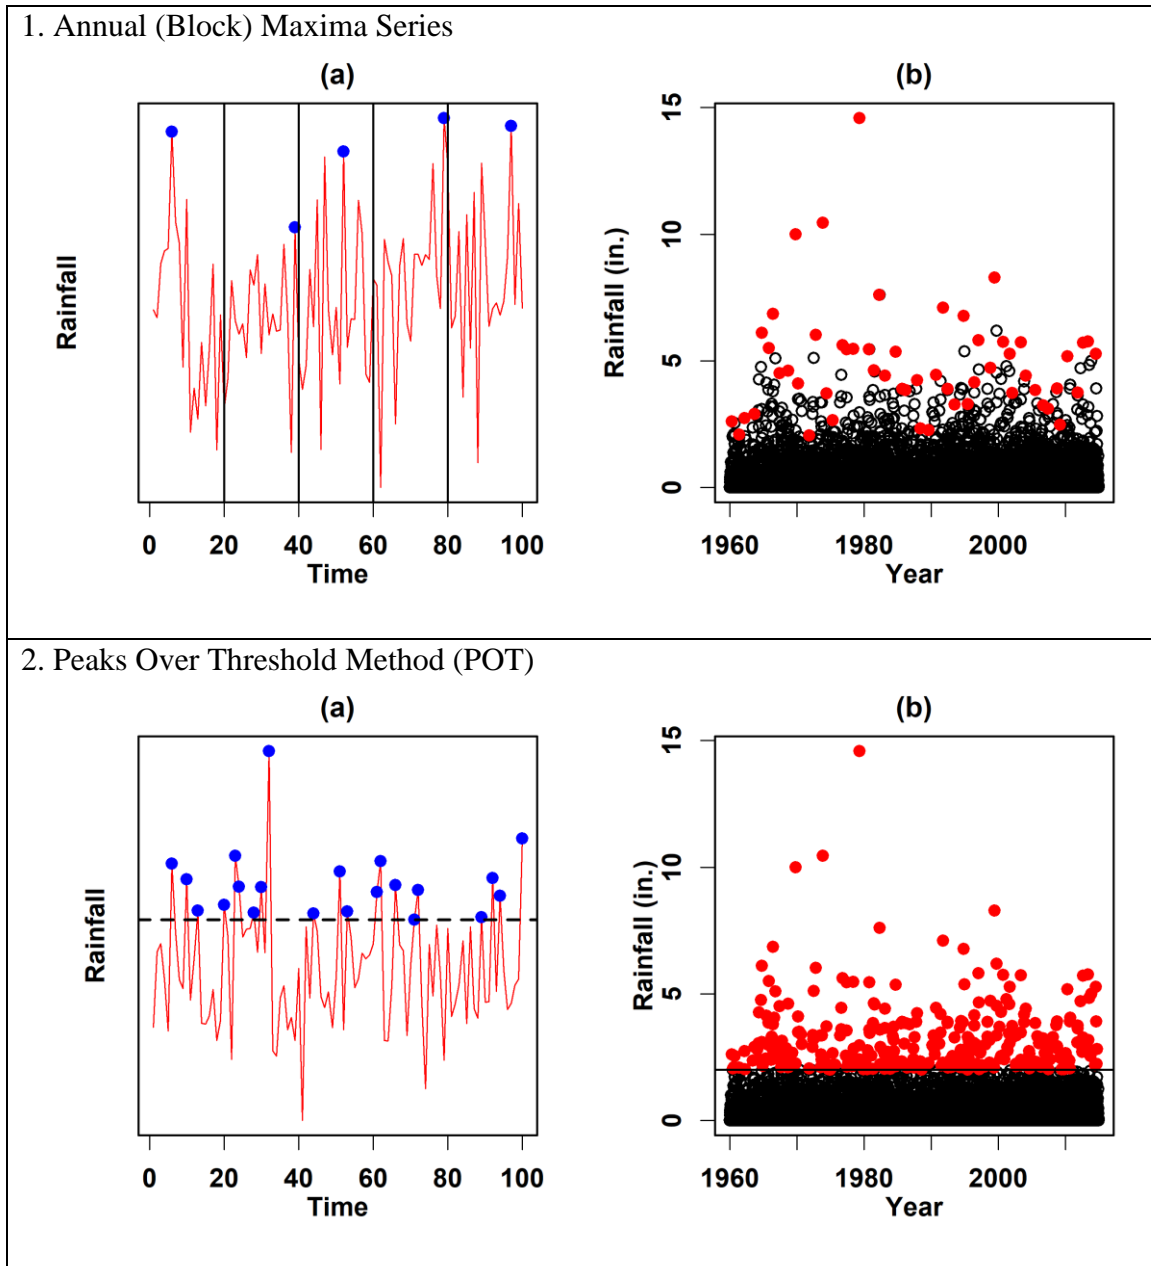 1. Annual (Block) Maxima Series
(a)
Rainfall
0 20 40 60 80 100
Time
(b)
Rainfall (in.)
15
10
5
0
1960 1980 2000
Year
2. Peaks Over Threshold Method (POT)
(a)
Rainfall
0 20 40 60 80 100
Time
(b)
Rainfall (in.)
15
10
5
0
1960 1980 2000
Year